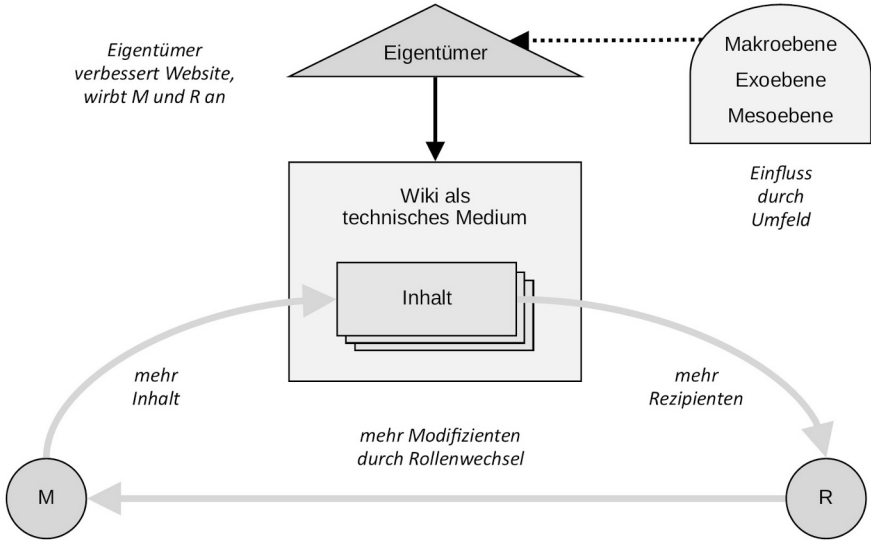 Eigentümer
verbessert Website,
wirbt M und R an
Eigentümer
Makroebene
Exoebene
Mesoebene
Einfluss
durch
Umfeld
Wiki als
technisches Medium
Inhalt
mehr
Inhalt
mehr
Rezipienten
mehr Modifizienten
durch Rollenwechsel
M
R